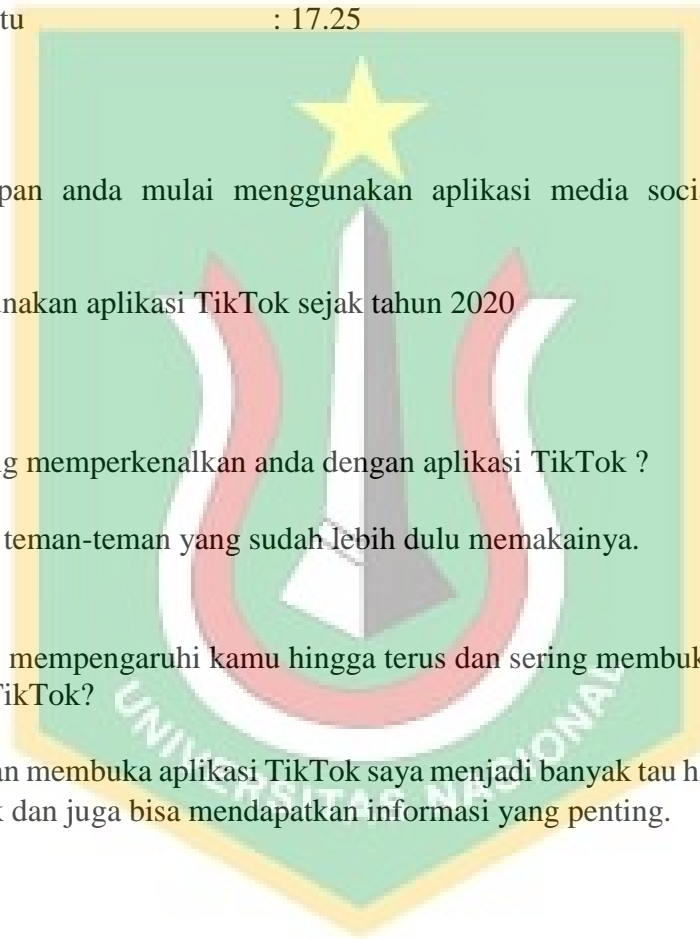 tu : 17.25
pan anda mulai menggunakan aplikasi media soci
nakan aplikasi TikTok sejak tahun 2020
g memperkenalkan anda dengan aplikasi TikTok ?
teman-teman yang sudah lebih dulu memakainya.
mempengaruhi kamu hingga terus dan sering membuk
TikTok?
an membuka aplikasi TikTok saya menjadi banyak tau h
k dan juga bisa mendapatkan informasi yang penting.
UNIVERSITAS NASIONAL